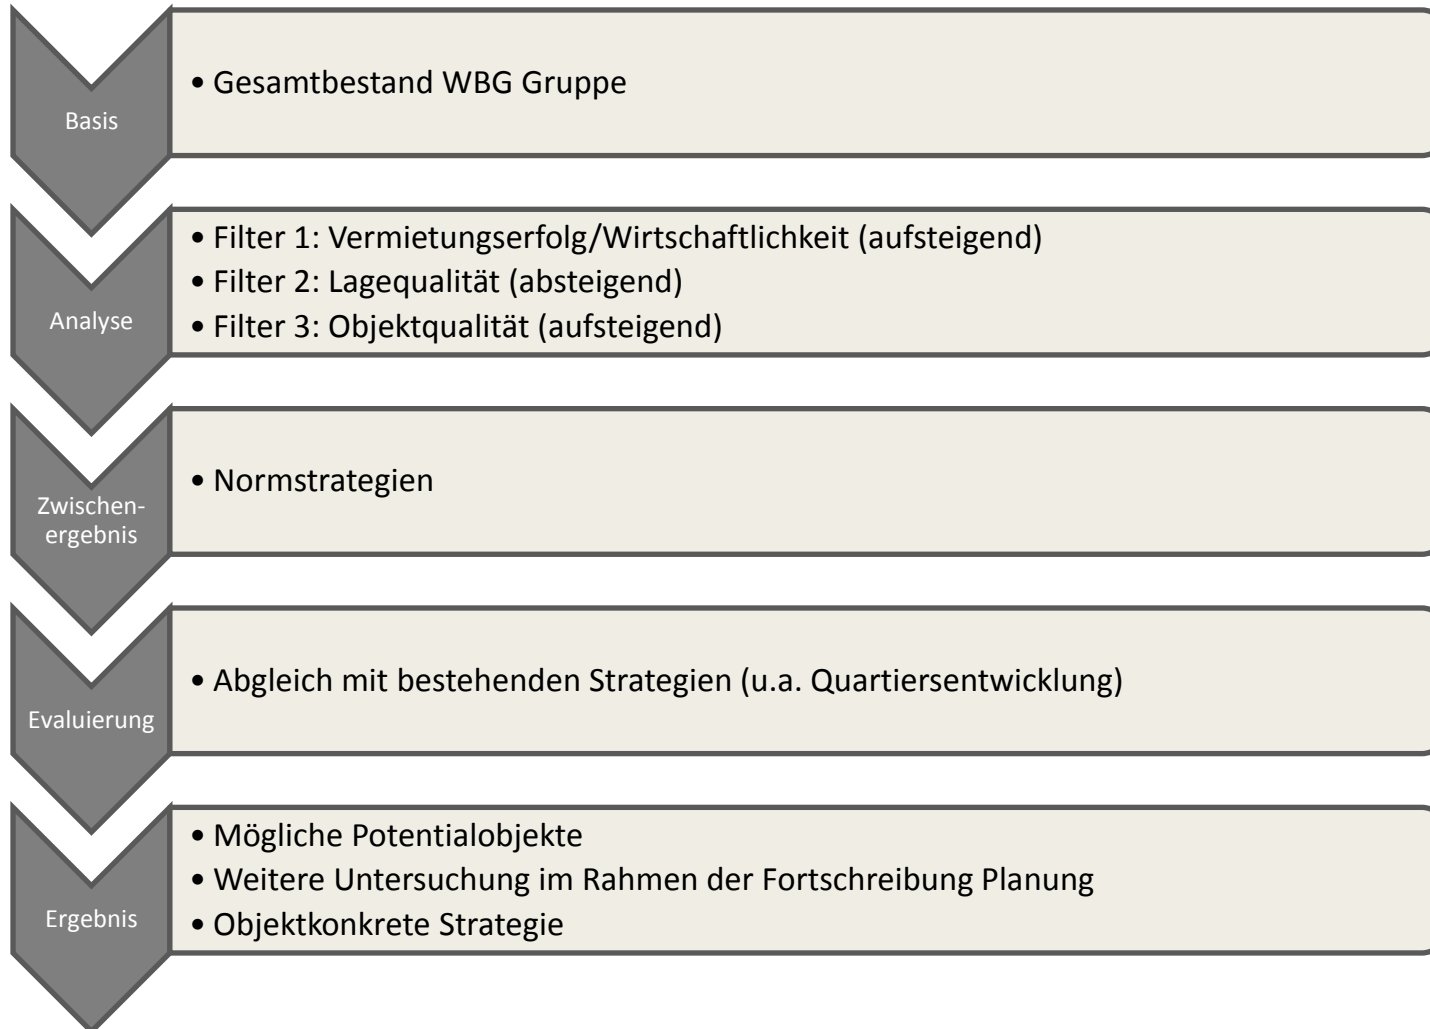 Basis
• Gesamtbestand WBG Gruppe
Analyse
• Filter 1: Vermietungserfolg/Wirtschaftlichkeit (aufsteigend)
• Filter 2: Lagequalität (absteigend)
• Filter 3: Objektqualität (aufsteigend)
Zwischen-
ergebnis
• Normstrategien
Evaluierung
• Abgleich mit bestehenden Strategien (u.a. Quartiersentwicklung)
Ergebnis
• Mögliche Potentialobjekte
• Weitere Untersuchung im Rahmen der Fortschreibung Planung
• Objektkonkrete Strategie